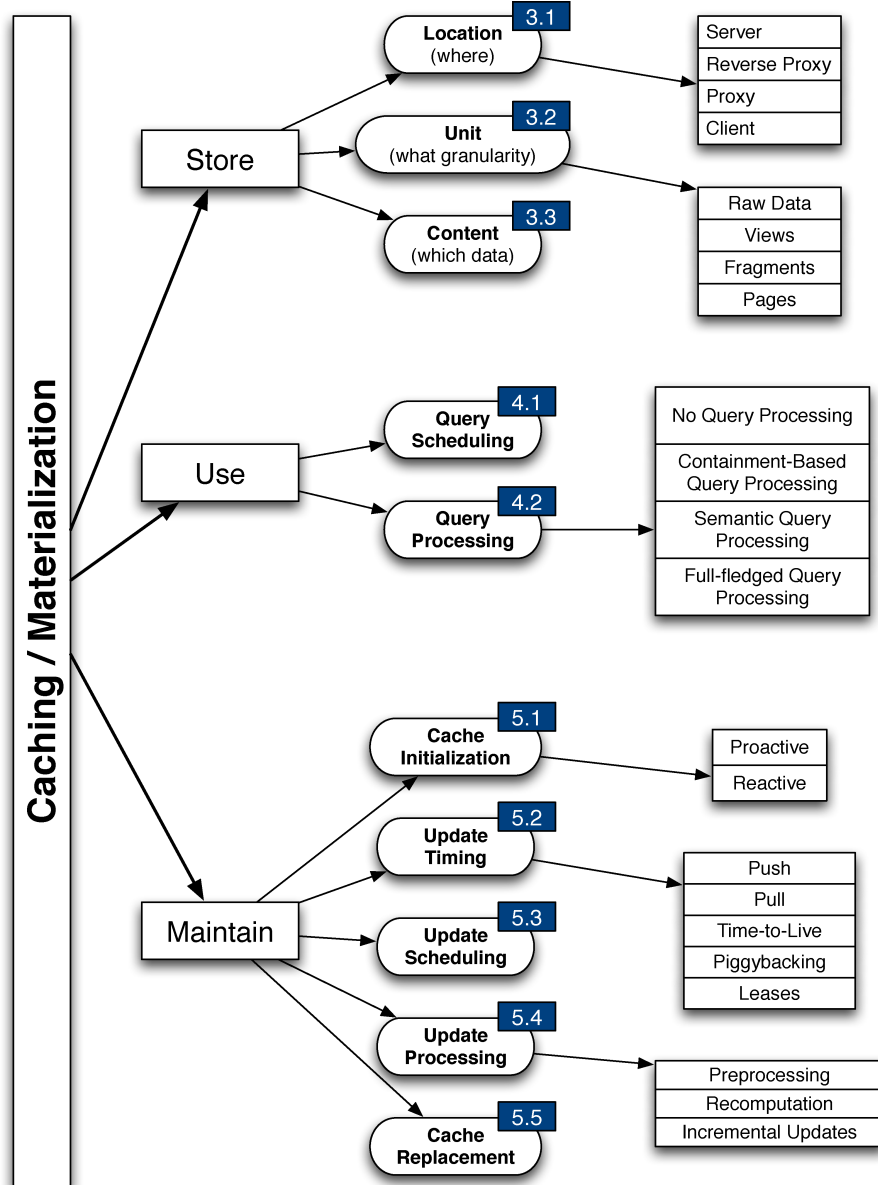 Caching / Materialization
Store
3.1
Location
(where)
Server
Reverse Proxy
Proxy
Client
3.2
Unit
(what granularity)
Raw Data
Views
Fragments
Pages
3.3
Content
(which data)
Use
4.1
Query
Scheduling
4.2
Query
Processing
No Query Processing
Containment-Based
Query Processing
Semantic Query
Processing
Full-fledged Query
Processing
Maintain
5.1
Cache
Initialization
Proactive
Reactive
5.2
Update
Timing
Push
Pull
Time-to-Live
Piggybacking
Leases
5.3
Update
Scheduling
5.4
Update
Processing
Preprocessing
Recomputation
Incremental Updates
5.5
Cache
Replacement